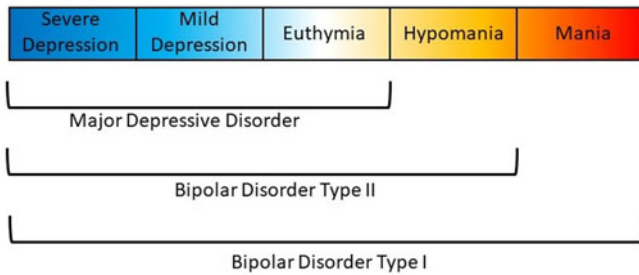 Severe
Depression
Mild
Depression
Euthymia
Hypomania
Mania
Major Depressive Disorder
Bipolar Disorder Type II
Bipolar Disorder Type I